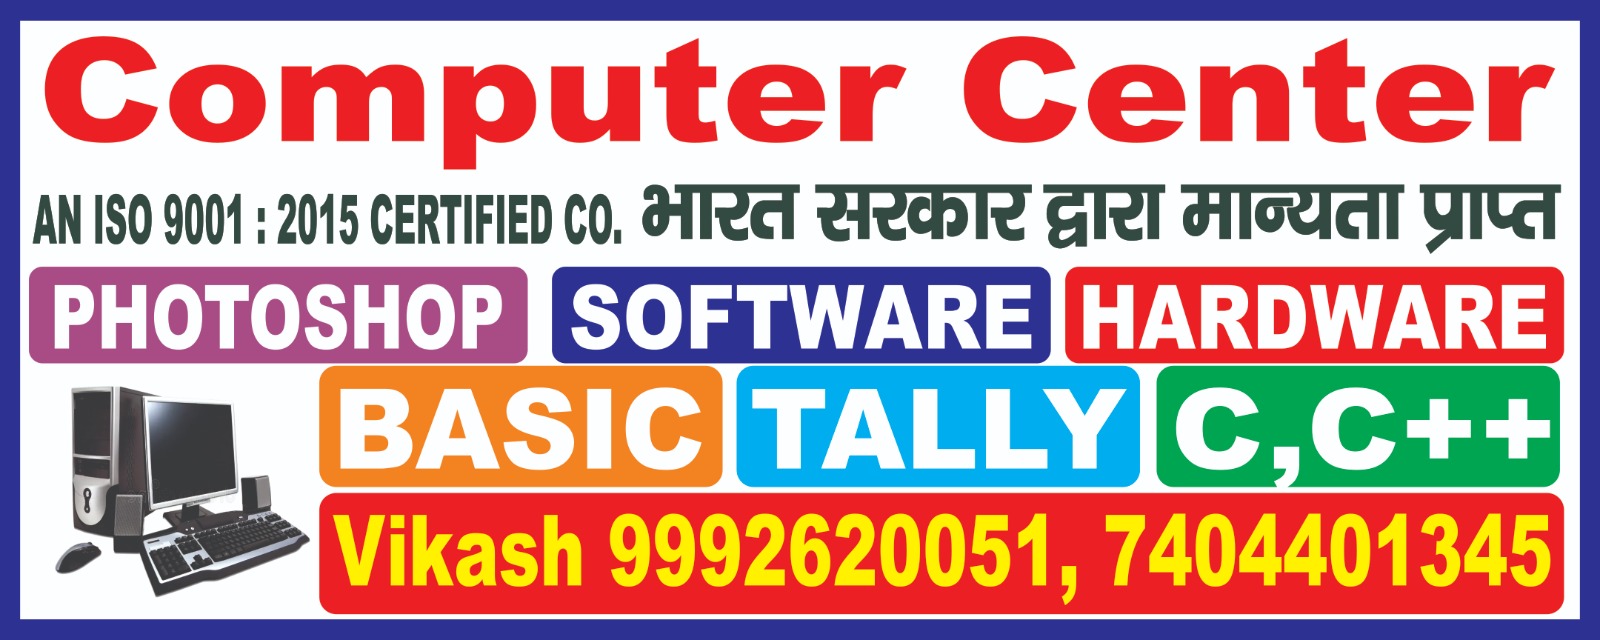 Computer Center
AN ISO 9001 : 2015 CERTIFIED CO. भारत सरकार द्वारा मान्यता प्राप्त
PHOTOSHOP SOFTWARE HARDWARE
BASIC TALLY C,C++
Vikash 9992620051, 7404401345